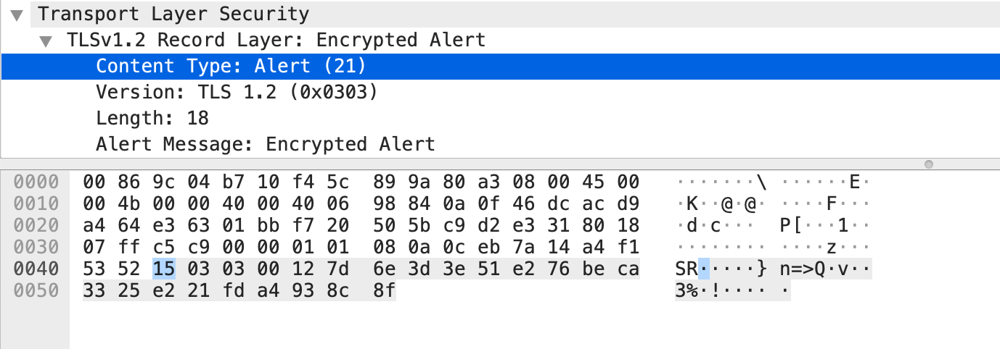 Transport Layer Security
TLSv1.2 Record Layer: Encrypted Alert
Content Type: Alert (21)
Version: TLS 1.2 (0x0303)
Length: 18
Alert Message: Encrypted Alert
0000 00 86 9c 04 b7 10 f4 5c 89 9a 80 a3 08 00 45 00 ·······\ ······E·
0010 00 4b 00 00 40 00 40 06 98 84 0a 0f 46 dc ac d9 ·K··@·@· ····F···
0020 a4 64 e3 63 01 bb f7 20 50 5b c9 d2 e3 31 80 18 ·d·c··· P[···1··
0030 07 ff c5 c9 00 00 01 01 08 0a 0c eb 7a 14 a4 f1 ········ ····z···
0040 53 52 15 03 03 00 12 7d 6e 3d 3e 51 e2 76 be ca SR·····} n=>Q·v··
0050 33 25 e2 21 fd a4 93 8c 8f 3%·!···· ·